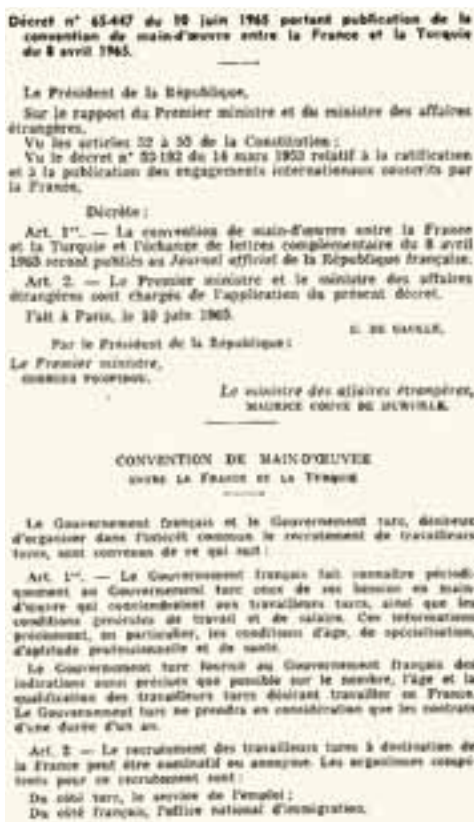 Décret n° 65-447 du 10 juin 1965 portant publication de la
convention de main-d'œuvre entre la France et la Turquie
du 8 avril 1965.
Le Président de la République,
Sur le rapport du Premier ministre et du ministre des affaires
étrangères,
Vu les articles 52 à 55 de la Constitution ;
Vu le décret n° 53-192 du 14 mars 1953 relatif à la ratification
et à la publication des engagements internationaux souscrits par
la France,
Décrète :
Art. 1er. — La convention de main-d'œuvre entre la France
et la Turquie et l'échange de lettres complémentaire du 8 avril
1965 seront publiés au Journal officiel de la République française.
Art. 2. — Le Premier ministre et le ministre des affaires
étrangères sont chargés de l'application du présent décret.
Fait à Paris, le 10 juin 1965.
C. DE GAULLE.
Par le Président de la République :
Le Premier ministre,
GEORGES POMPIDOU.
Le ministre des affaires étrangères,
MAURICE COUVE DE MURVILLE.
CONVENTION DE MAIN-D'ŒUVRE
ENTRE LA FRANCE ET LA TURQUIE
Le Gouvernement français et le Gouvernement turc, désireux
d'organiser dans l'intérêt commun le recrutement de travailleurs
turcs, sont convenus de ce qui suit :
Art. 1er. — Le Gouvernement français fait connaître périodi-
quement au Gouvernement turc ceux de ses besoins en main
d'œuvre qui conviendraient aux travailleurs turcs, ainsi que les
conditions générales de travail et de salaire. Ces informations
préciseront, en particulier, les conditions d'âge, de spécialisation
d'aptitude professionnelle et de santé.
Le Gouvernement turc fournit au Gouvernement français des
indications aussi précises que possible sur le nombre, l'âge et la
qualification des travailleurs turcs désirant travailler en France
Le Gouvernement turc ne prendra en considération que les contrats
d'une durée d'un an.
Art. 2 — Le recrutement des travailleurs turcs à destination de
la France peut être nominatif ou anonyme. Les organismes compé-
tents pour ce recrutement sont :
Du côté turc, le service de l'emploi ;
Du côté français, l'office national d'immigration.